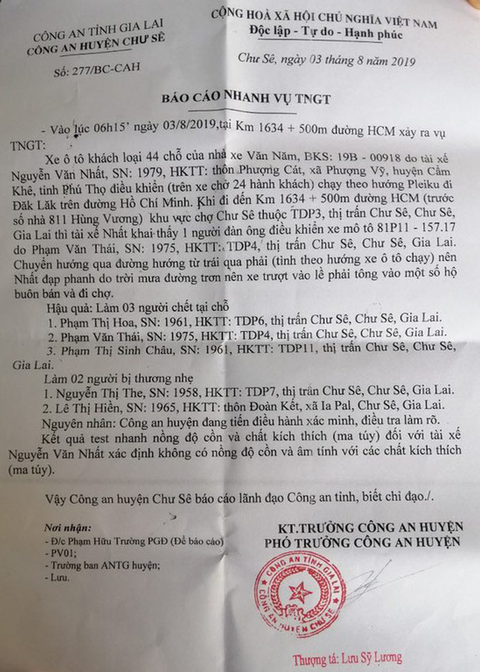 CÔNG AN TỈNH GIA LAI
CÔNG AN HUYỆN CHƯ SÊ
Số: 277/BC-CAH
CỘNG HOÀ XÃ HỘI CHỦ NGHĨA VIỆT NAM
Độc lập - Tự do - Hạnh phúc
Chư Sê, ngày 03 tháng 8 năm 2019
BÁO CÁO NHANH VỤ TNGT
- Vào lúc 06h15' ngày 03/8/2019, tại Km 1634 + 500m đường HCM xảy ra vụ
TNGT:
Xe ô tô khách loại 44 chỗ của nhà xe Văn Năm, BKS: 19B - 00918 do tài xế
Nguyễn Văn Nhất, SN: 1979, HKTT: thôn Phượng Cát, xã Phượng Vỹ, huyện Cẩm
Khê, tỉnh Phú Thọ điều khiển (trên xe chở 24 hành khách) chạy theo hướng Pleiku đi
Đăk Lăk trên đường Hồ Chí Minh. Khi đi đến Km 1634 + 500m đường HCM (trước
số nhà 811 Hùng Vương) khu vực chợ Chư Sê thuộc TDP3, thị trấn Chư Sê, Chư Sê,
Gia Lai thì tài xế Nhất khai thấy 1 người đàn ông điều khiển xe mô tô 81P11 - 157.17
do Phạm Văn Thái, SN: 1975, HKTT: TDP4, thị trấn Chư Sê, Chư Sê, Gia Lai.
Chuyển hướng qua đường hướng từ trái qua phải (tính theo hướng xe ô tô chạy) nên
Nhất đạp phanh do trời mưa đường trơn nên xe trượt vào lề phải tông vào một số hộ
buôn bán và đi chợ.
Hậu quả: Làm 03 người chết tại chỗ
1. Phạm Thị Hoa, SN: 1961, HKTT: TDP6, thị trấn Chư Sê, Chư Sê, Gia Lai.
2. Phạm Văn Thái, SN: 1975, HKTT: TDP4, thị trấn Chư Sê, Chư Sê, Gia Lai.
3. Phạm Thị Sinh Châu, SN: 1961, HKTT: TDP11, thị trấn Chư Sê, Chư Sê,
Gia Lai.
Làm 02 người bị thương nhẹ
1. Nguyễn Thị The, SN: 1958, HKTT: TDP7, thị trấn Chư Sê, Chư Sê, Gia Lai.
2. Lê Thị Hiền, SN: 1965, HKTT: thôn Đoàn Kết, xã Ia Pal, Chư Sê, Gia Lai.
Nguyên nhân: Công an huyện đang tiến điều hành xác minh, điều tra làm rõ.
Kết quả test nhanh nồng độ cồn và chất kích thích (ma túy) đối với tài xế
Nguyễn Văn Nhất xác định không có nồng độ cồn và âm tính với các chất kích thích
(ma túy).
Vậy Công an huyện Chư Sê báo cáo lãnh đạo Công an tỉnh, biết chỉ đạo./.
Nơi nhận:
- Đ/c Phạm Hữu Trường PGĐ (Để báo cáo)
- PV01;
- Trưởng ban ANTG huyện;
- Lưu.
KT.TRƯỞNG CÔNG AN HUYỆN
PHÓ TRƯỞNG CÔNG AN HUYỆN
CÔNG AN TỈNH GIA LAI
CÔNG AN HUYỆN CHƯ SÊ
Thượng tá: Lưu Sỹ Lương